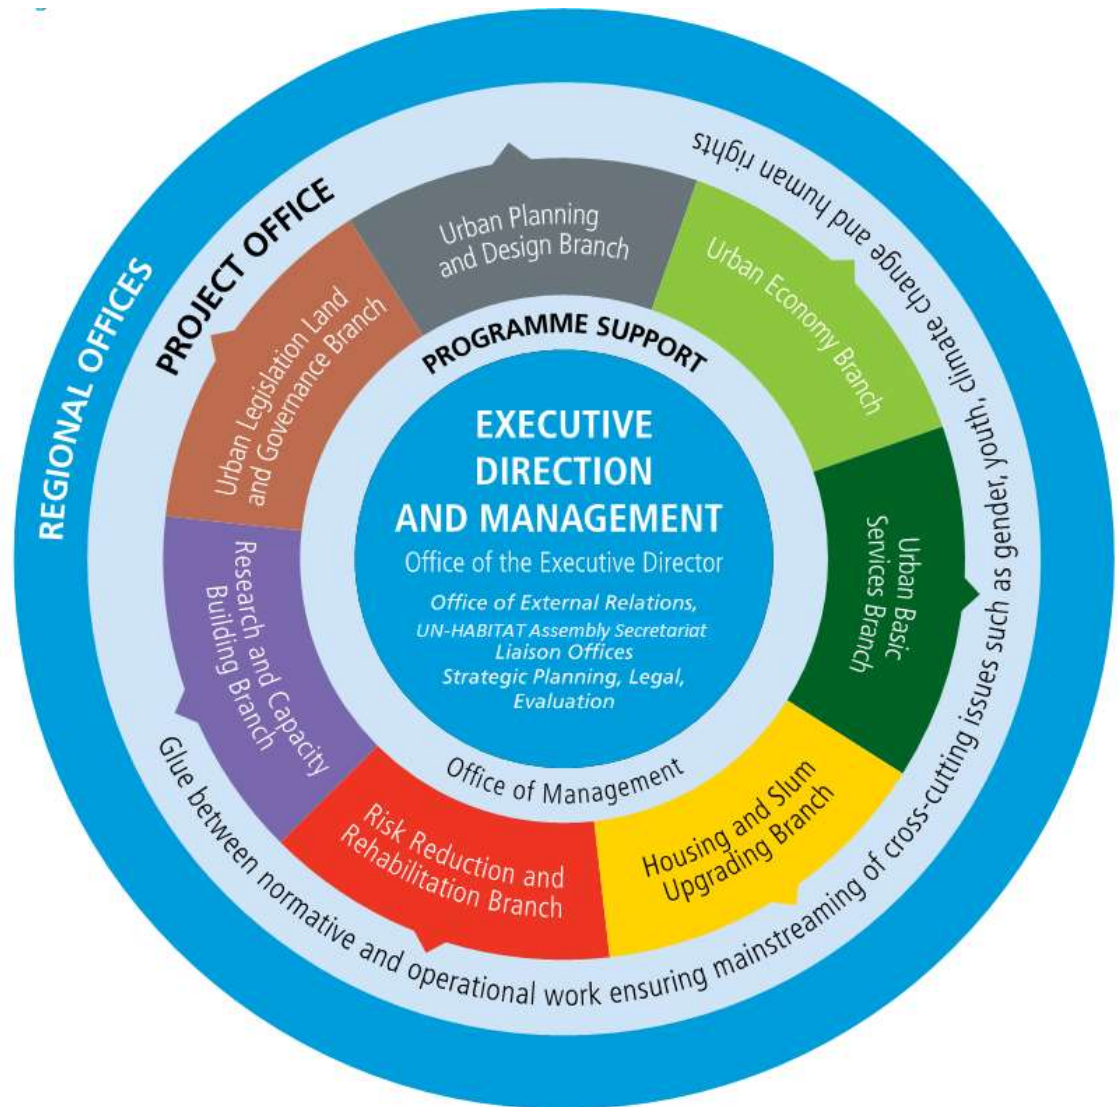 REGIONAL OFFICES
PROJECT OFFICE
Glue between normative and operational work ensuring mainstreaming of cross-cutting issues such as gender, youth, climate change and human rights
Urban Planning
and Design Branch
Urban Economy Branch
Urban Basic
Services Branch
Housing and Slum
Upgrading Branch
Risk Reduction and
Rehabilitation Branch
Research and Capacity
Building Branch
Urban Legislation Land
and Governance Branch
PROGRAMME SUPPORT
EXECUTIVE
DIRECTION
AND MANAGEMENT
Office of the Executive Director
Office of External Relations,
UN-HABITAT Assembly Secretariat
Liaison Offices
Strategic Planning, Legal,
Evaluation
Office of Management